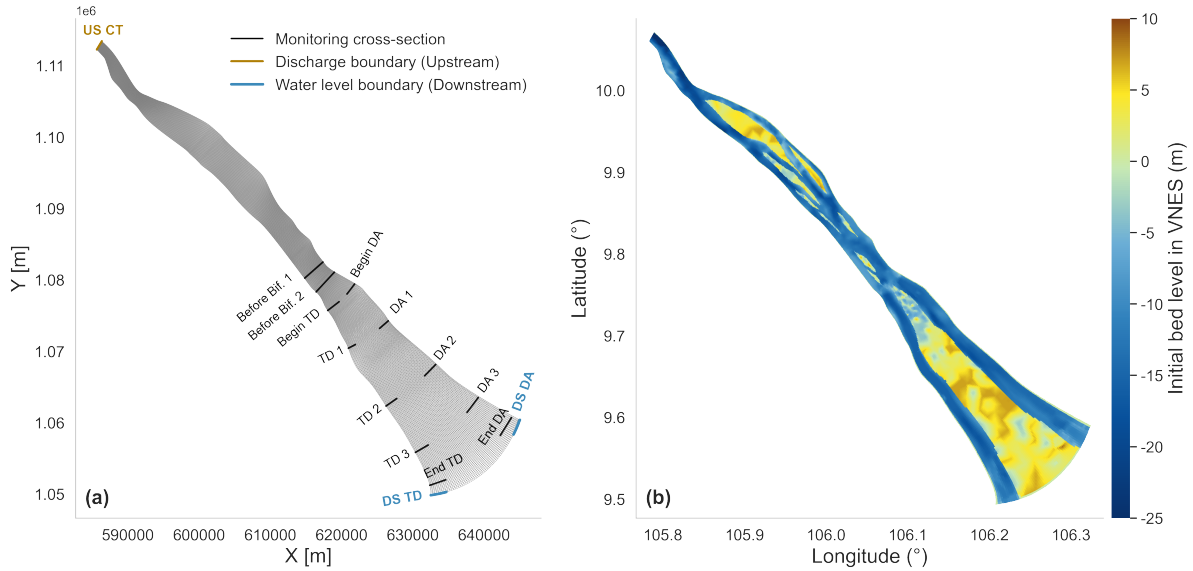 1e6
US CT
Monitoring cross-section
Discharge boundary (Upstream)
Water level boundary (Downstream)
1.11
1.10
1.09
1.08
1.07
1.06
1.05
Y [m]
Begin DA
Before Bif. 1
Before Bif. 2
Begin TD
DA 1
TD 1
DA 2
DA 3
DS DA
TD 2
End DA
TD 3
End TD
DS TD
(a)
590000 600000 610000 620000 630000 640000
X [m]
10.0
9.9
9.8
9.7
9.6
9.5
Latitude (°)
(b)
105.8 105.9 106.0 106.1 106.2 106.3
Longitude (°)
10
5
0
-5
-10
-15
-20
-25
Initial bed level in VNES (m)